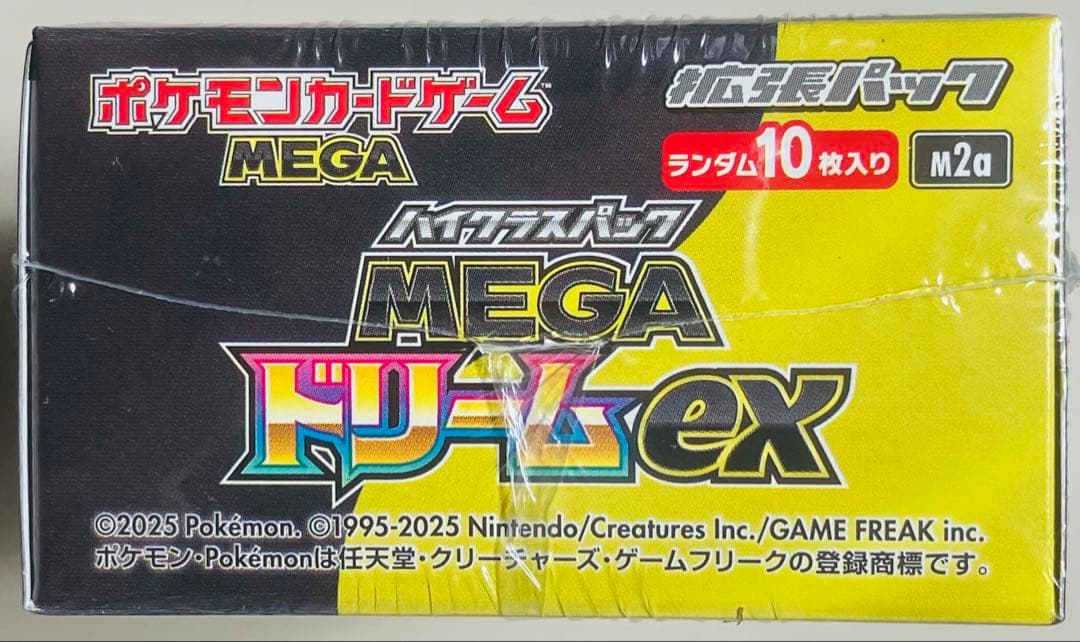 ポケモンカードゲーム™
MEGA
拡張パック
ランダム10枚入り
M2a
ハイクラスパック
MEGA
ドリームex
©2025 Pokémon. ©1995-2025 Nintendo/Creatures Inc./GAME FREAK inc.
ポケモン・Pokémonは任天堂・クリーチャーズ・ゲームフリークの登録商標です。